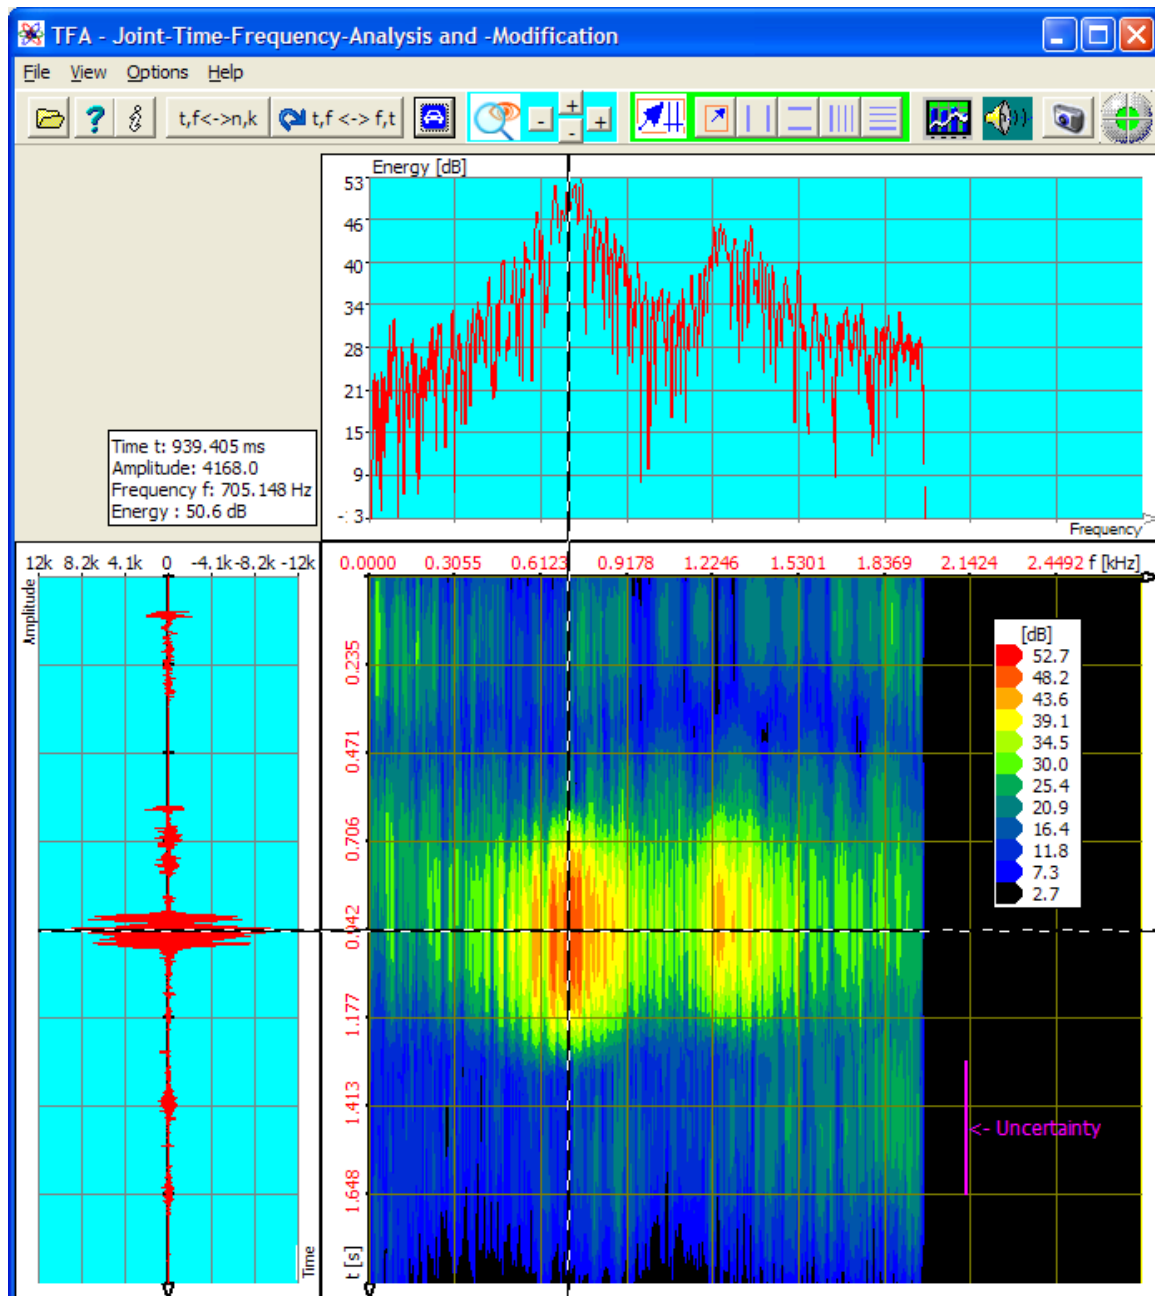 TFA - Joint-Time-Frequency-Analysis and -Modification
File View Options Help
t,f<->n,k t,f <-> f,t
Energy [dB]
53
46
40
34
28
21
15
9
-.3
Frequency
Time t: 939.405 ms
Amplitude: 4168.0
Frequency f: 705.148 Hz
Energy : 50.6 dB
12k 8.2k 4.1k 0 -4.1k -8.2k -12k
Amplitude
Time
0.0000 0.3055 0.6123 0.9178 1.2246 1.5301 1.8369 2.1424 2.4492 f [kHz]
0.235
0.471
0.706
0.942
1.177
1.413
1.648
t [s]
[dB]
52.7
48.2
43.6
39.1
34.5
30.0
25.4
20.9
16.4
11.8
7.3
2.7
<- Uncertainty